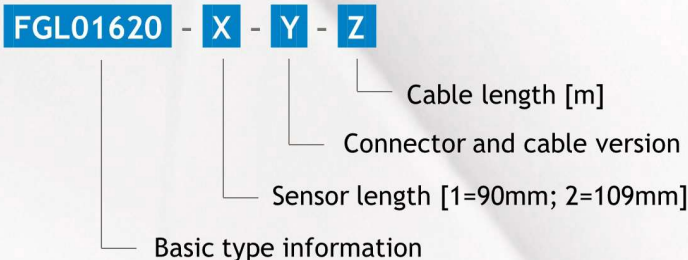 FGL01620 - X - Y - Z
Cable length [m]
Connector and cable version
Sensor length [1=90mm; 2=109mm]
Basic type information